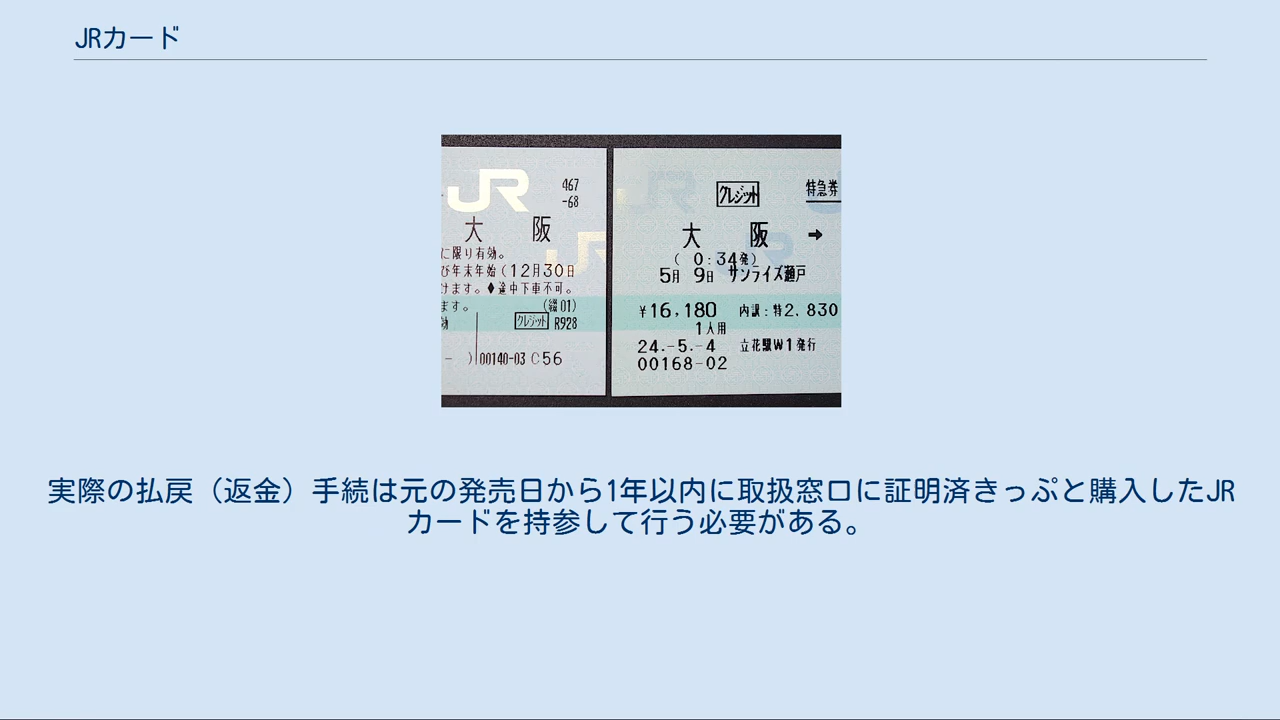 JRカード
JR
467
-68
大 阪
に限り有効。
び年末年始(12月30日
けます。♦途中下車不可。
ます。 (綴01)
効 クレジット R928
- ) 00140-03 C56
クレジット 特急券
大 阪 →
( 0:34発)
5月 9日 サンライズ瀬戸
¥16,180 内訳:特2,830
1人用
24.-5.-4 立花駅W1発行
00168-02
実際の払戻（返金）手続は元の発売日から1年以内に取扱窓口に証明済きっぷと購入したJR
カードを持参して行う必要がある。